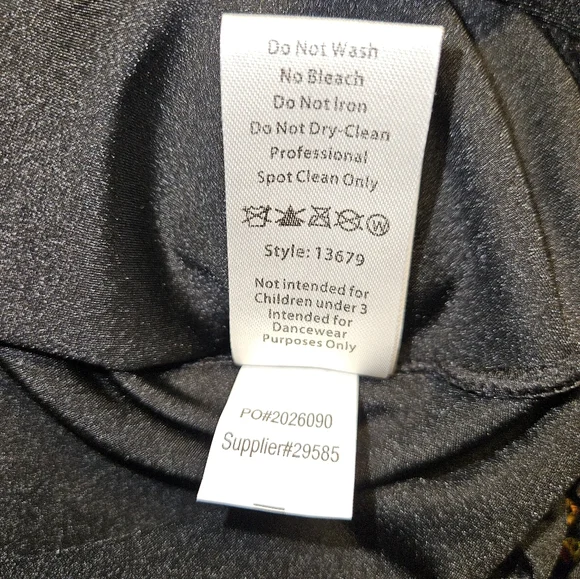 Do Not Wash
No Bleach
Do Not Iron
Do Not Dry-Clean
Professional
Spot Clean Only
W
Style: 13679
Not intended for
Children under 3
Intended for
Dancewear
Purposes Only
PO#2026090
Supplier#29585